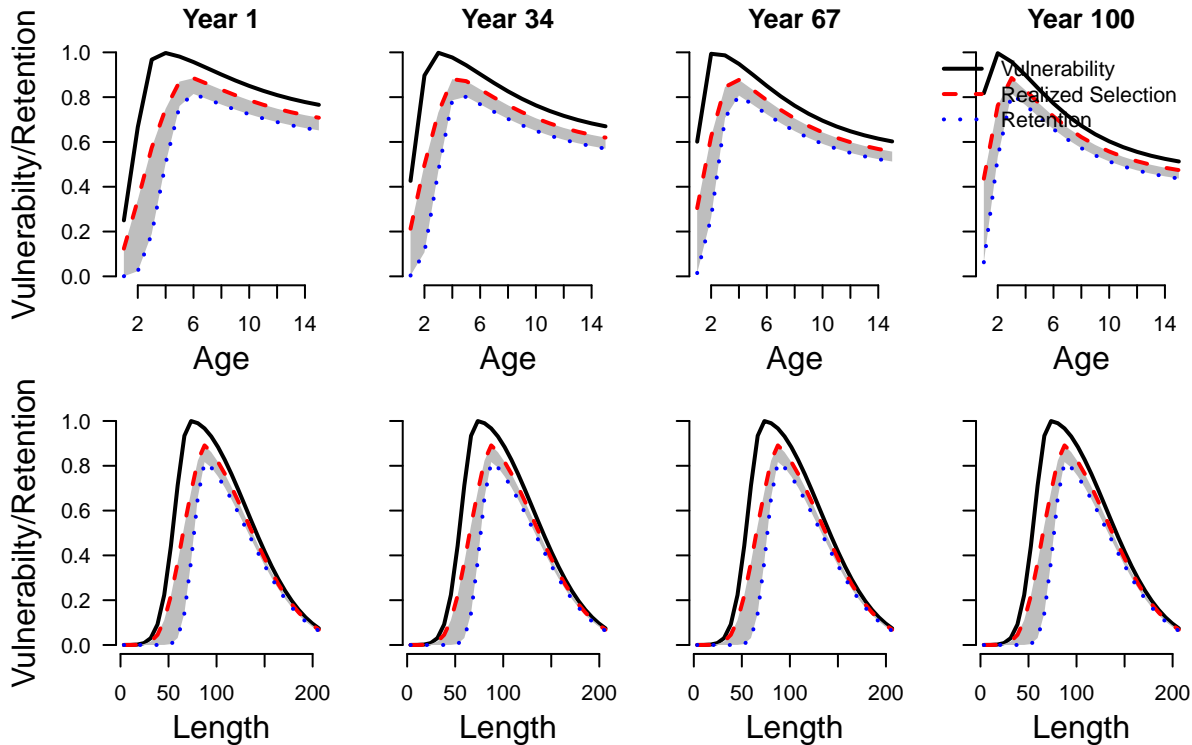 Year 1 Year 34 Year 67 Year 100
Vulnerabilty/Retention
1.0
0.8
0.6
0.4
0.2
0.0
Vulnerability
Realized Selection
Retention
2 6 10 14 2 6 10 14 2 6 10 14 2 6 10 14
Age Age Age Age
Vulnerabilty/Retention
1.0
0.8
0.6
0.4
0.2
0.0
0 50 100 200 0 50 100 200 0 50 100 200 0 50 100 200
Length Length Length Length